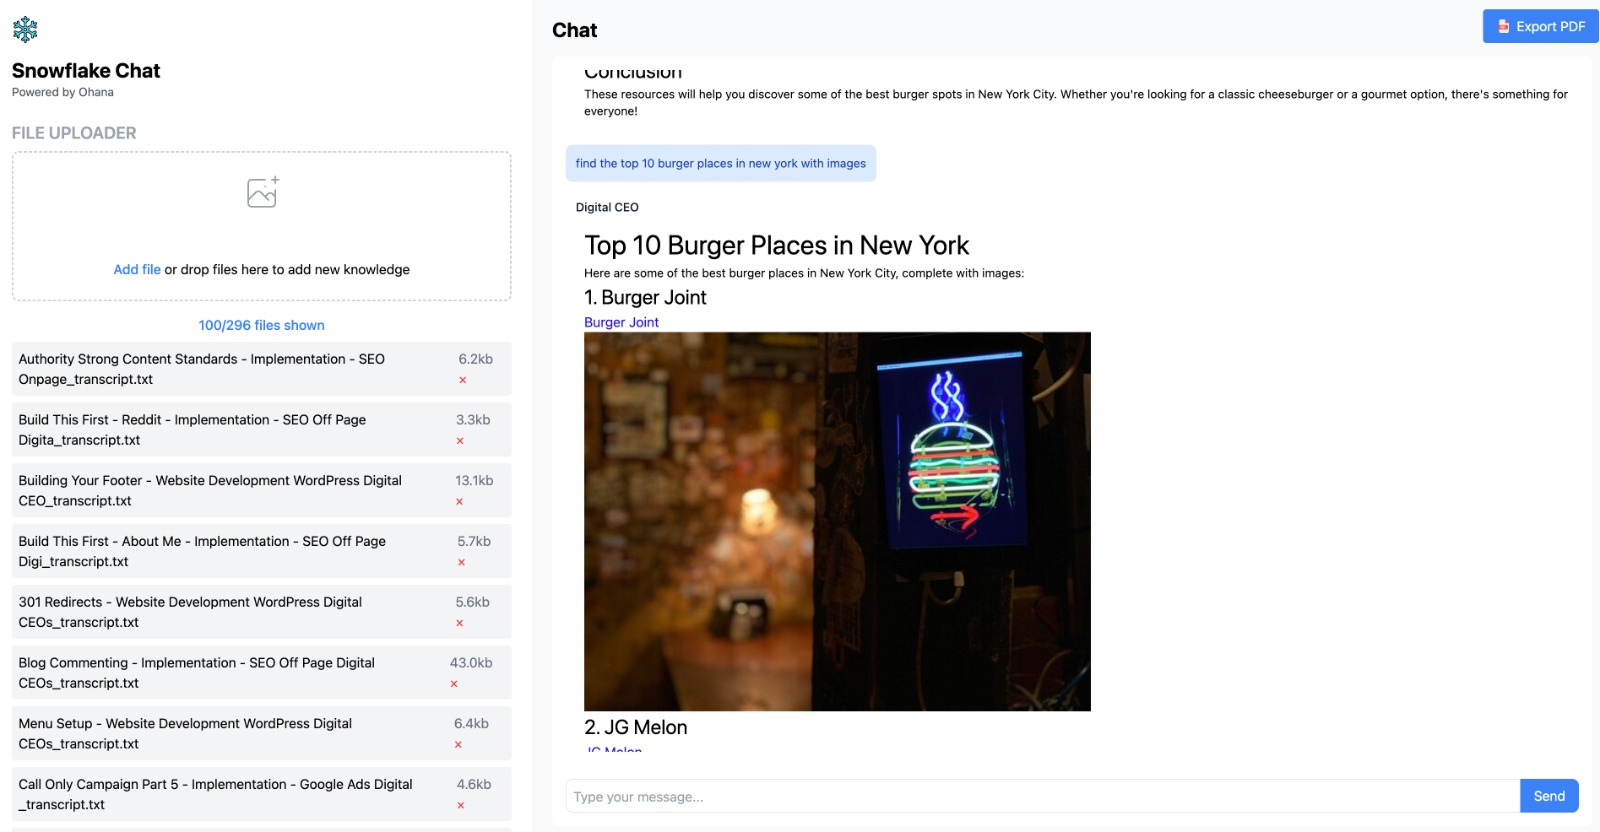 Snowflake Chat
Powered by Ohana
FILE UPLOADER
Add file or drop files here to add new knowledge
100/296 files shown
Authority Strong Content Standards - Implementation - SEO
Onpage_transcript.txt
6.2kb
×
Build This First - Reddit - Implementation - SEO Off Page
Digita_transcript.txt
3.3kb
×
Building Your Footer - Website Development WordPress Digital
CEO_transcript.txt
13.1kb
×
Build This First - About Me - Implementation - SEO Off Page
Digi_transcript.txt
5.7kb
×
301 Redirects - Website Development WordPress Digital
CEOs_transcript.txt
5.6kb
×
Blog Commenting - Implementation - SEO Off Page Digital
CEOs_transcript.txt
43.0kb
×
Menu Setup - Website Development WordPress Digital
CEOs_transcript.txt
6.4kb
×
Call Only Campaign Part 5 - Implementation - Google Ads Digital
_transcript.txt
4.6kb
×
Chat
Export PDF
Conclusion
These resources will help you discover some of the best burger spots in New York City. Whether you're looking for a classic cheeseburger or a gourmet option, there's something for
everyone!
find the top 10 burger places in new york with images
Digital CEO
Top 10 Burger Places in New York
Here are some of the best burger places in New York City, complete with images:
1. Burger Joint
Burger Joint
2. JG Melon
JG Melon
Type your message...
Send